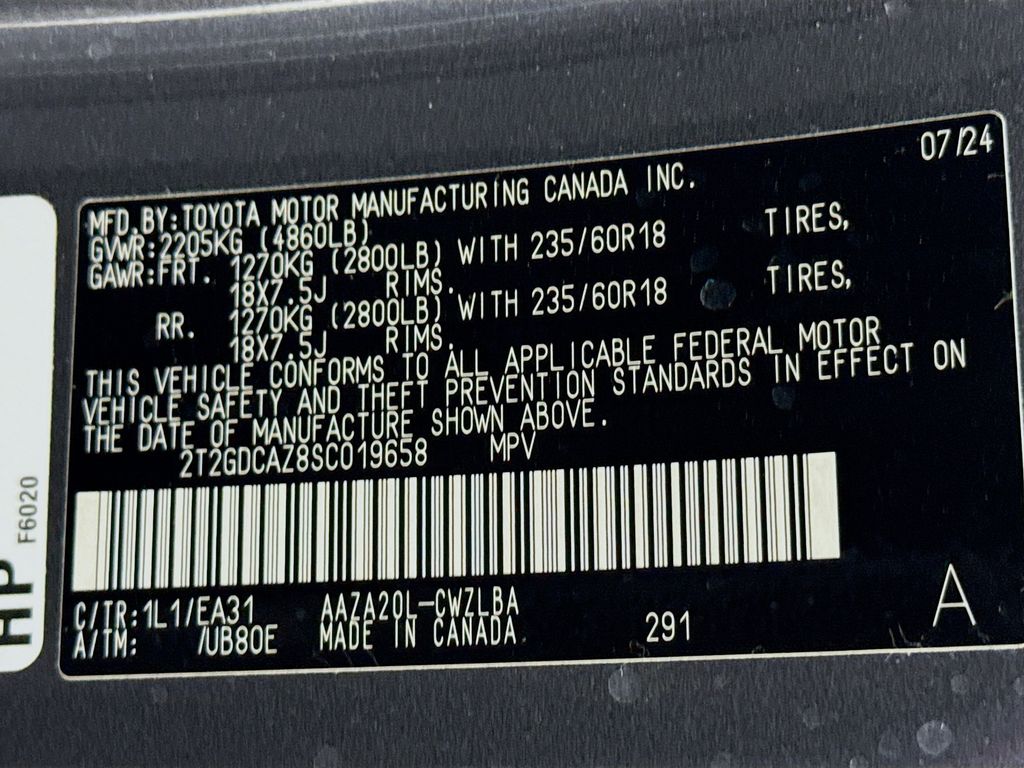 07/24
MFD.BY:TOYOTA MOTOR MANUFACTURING CANADA INC.
GVWR:2205KG (4860LB)
GAWR:FRT. 1270KG (2800LB) WITH 235/60R18 TIRES,
18X7.5J RIMS.
RR. 1270KG (2800LB) WITH 235/60R18 TIRES,
18X7.5J RIMS.
THIS VEHICLE CONFORMS TO ALL APPLICABLE FEDERAL MOTOR
VEHICLE SAFETY AND THEFT PREVENTION STANDARDS IN EFFECT ON
THE DATE OF MANUFACTURE SHOWN ABOVE.
2T2GDCAZ8SC019658 MPV
C/TR:1L1/EA31 AAZA20L-CWZLBA
A/TM: /UB80E MADE IN CANADA 291 A
HP
F6020